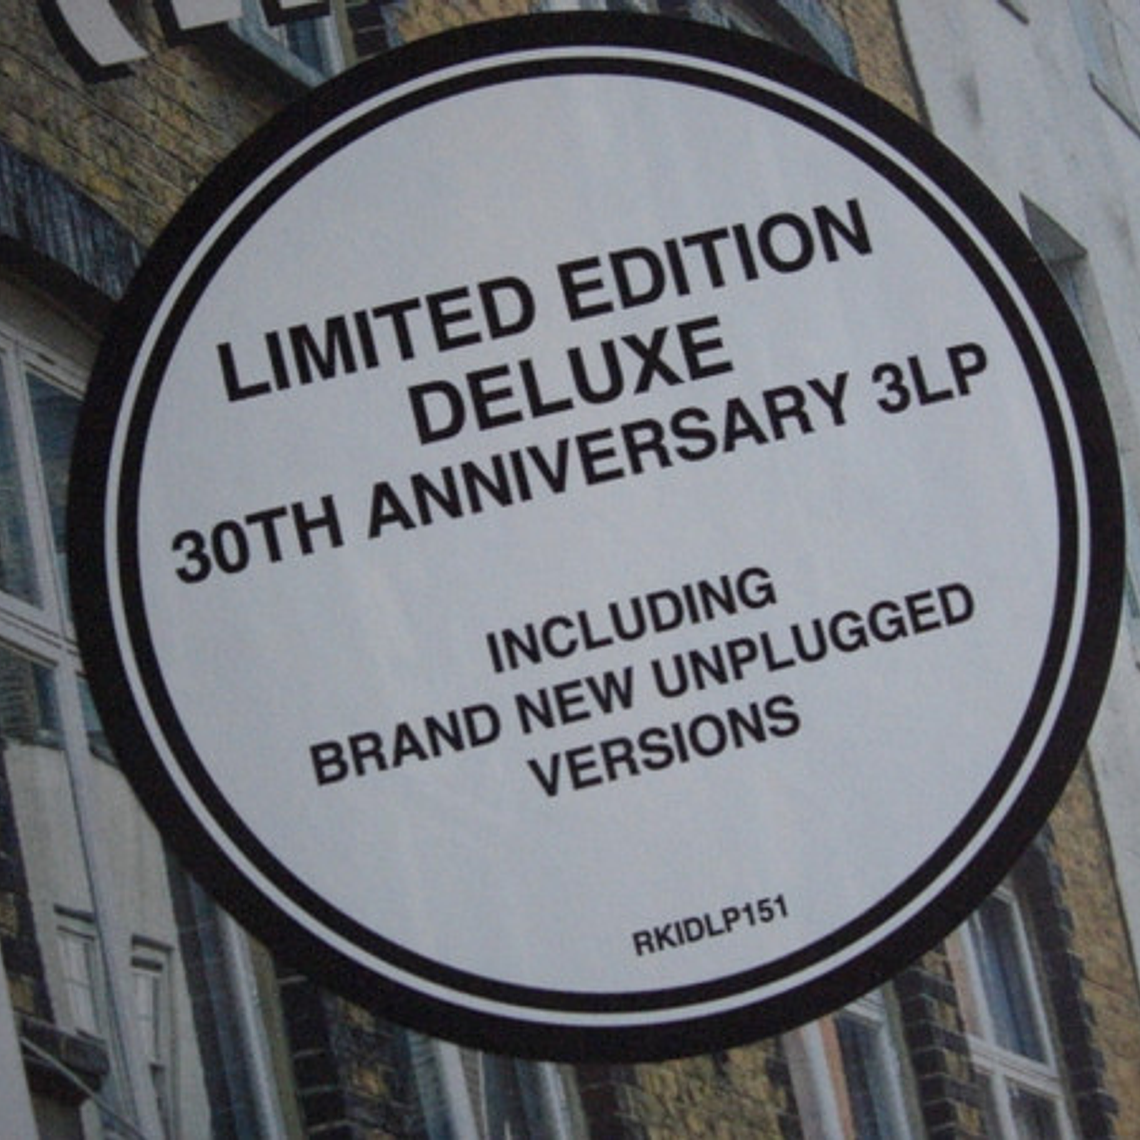 LIMITED EDITION
DELUXE
30TH ANNIVERSARY 3LP
INCLUDING
BRAND NEW UNPLUGGED
VERSIONS
RKIDLP151